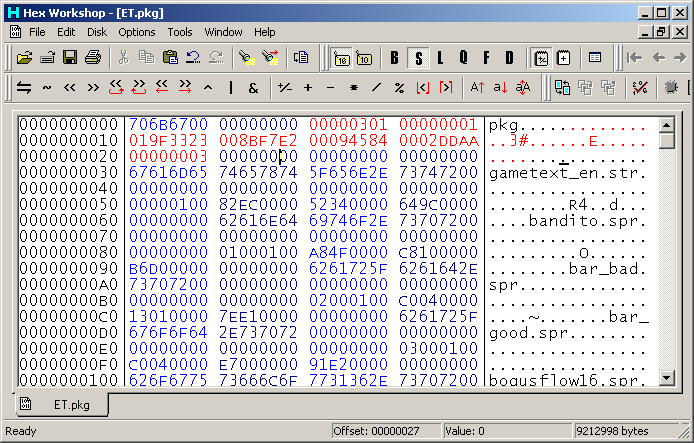 Hex Workshop - [ET.pkg]
File Edit Disk Options Tools Window Help
16 10 B S L Q F D
0000000000 706B6700 00000000 00000301 00000001 pkg.............
0000000010 019F3323 008BF7E2 00094584 0002DDAA ..3#......E.....
0000000020 00000003 00000000 00000000 00000000 ................
0000000030 67616D65 74657874 5F656E2E 73747200 gametext_en.str.
0000000040 00000000 00000000 00000000 00000000 ................
0000000050 00000100 82EC0000 52340000 649C0000 ........R4..d...
0000000060 00000000 62616E64 69746F2E 73707200 ....bandito.spr.
0000000070 00000000 00000000 00000000 00000000 ................
0000000080 00000000 01000100 A84F0000 C8100000 .........O......
0000000090 B6D00000 00000000 6261725F 6261642E ........bar_bad.
00000000A0 73707200 00000000 00000000 00000000 spr.............
00000000B0 00000000 00000000 02000100 C0040000 ................
00000000C0 13010000 7EE10000 00000000 6261725F ....~.......bar_
00000000D0 676F6F64 2E737072 00000000 00000000 good.spr........
00000000E0 00000000 00000000 00000000 03000100 ................
00000000F0 C0040000 E7000000 91E20000 00000000 ................
0000000100 626F6775 73666C6F 7731362E 73707200 bogusflow16.spr.
ET.pkg
Ready Offset: 00000027 Value: 0 9212998 bytes